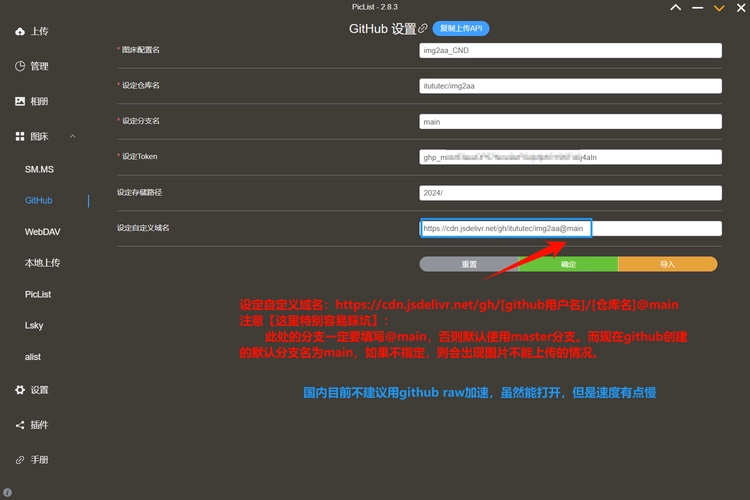 PicList - 2.8.3
GitHub 设置
复制上传API
上传
管理
相册
图床
SM.MS
GitHub
WebDAV
本地上传
PicList
Lsky
alist
设置
插件
手册
* 图床配置名
img2aa_CND
* 设定仓库名
itututec/img2aa
* 设定分支名
main
* 设定Token
ghp_m
j4aln
设定存储路径
2024/
设定自定义域名
https://cdn.jsdelivr.net/gh/itututec/img2aa@main
重置
确定
导入
设定自定义域名：https://cdn.jsdelivr.net/gh/[github用户名]/[仓库名]@main
注意【这里特别容易踩坑】：
此处的分支一定要填写@main，否则默认使用master分支。而现在github创建
的默认分支名为main，如果不指定，则会出现图片不能上传的情况。
国内目前不建议用github raw加速，虽然能打开，但是速度有点慢